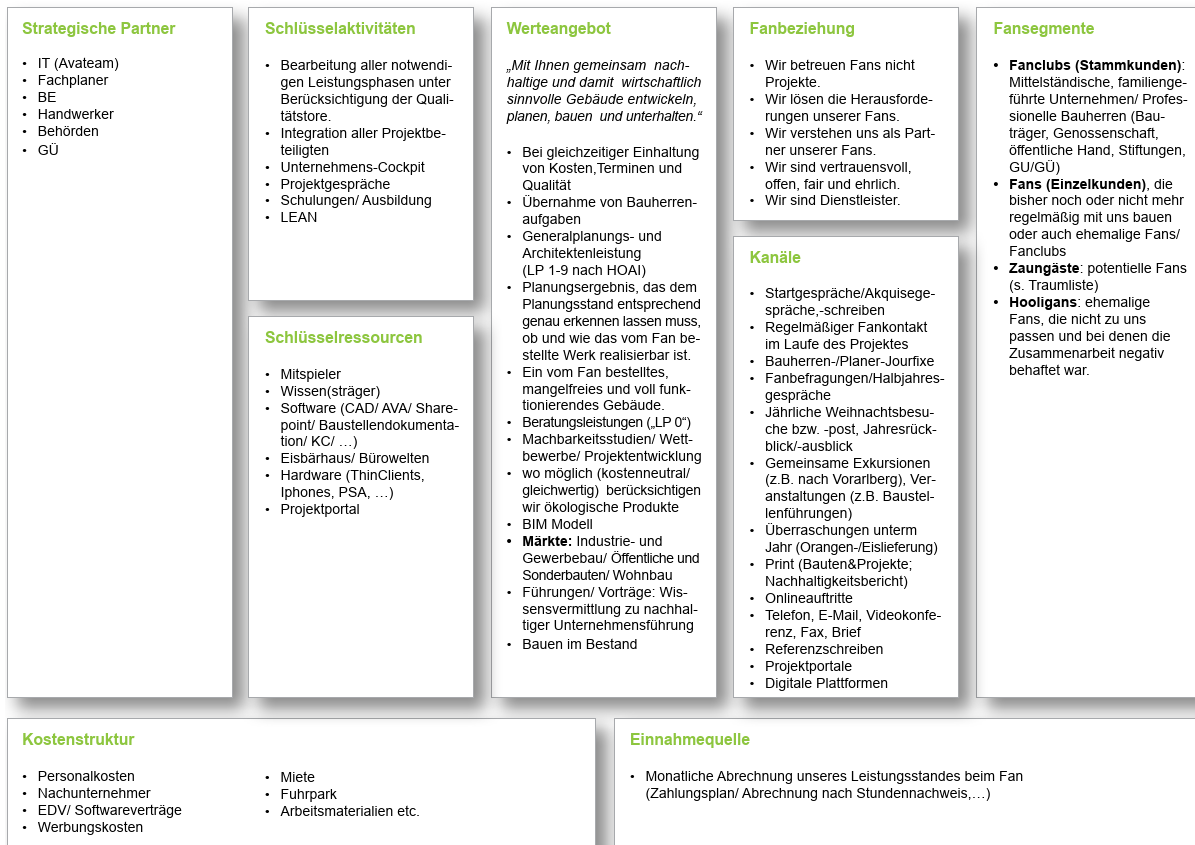 Strategische Partner
• IT (Avateam)
• Fachplaner
• BE
• Handwerker
• Behörden
• GÜ
Schlüsselaktivitäten
• Bearbeitung aller notwendi-
gen Leistungsphasen unter
Berücksichtigung der Quali-
tätstore.
• Integration aller Projektbe-
teiligten
• Unternehmens-Cockpit
• Projektgespräche
• Schulungen/ Ausbildung
• LEAN
Schlüsselressourcen
• Mitspieler
• Wissen(sträger)
• Software (CAD/ AVA/ Share-
point/ Baustellendokumenta-
tion/ KC/ …)
• Eisbärhaus/ Bürowelten
• Hardware (ThinClients,
Iphones, PSA, …)
• Projektportal
Werteangebot
„Mit Ihnen gemeinsam nach-
haltige und damit wirtschaftlich
sinnvolle Gebäude entwickeln,
planen, bauen und unterhalten.“
• Bei gleichzeitiger Einhaltung
von Kosten,Terminen und
Qualität
• Übernahme von Bauherren-
aufgaben
• Generalplanungs- und
Architektenleistung
(LP 1-9 nach HOAI)
• Planungsergebnis, das dem
Planungsstand entsprechend
genau erkennen lassen muss,
ob und wie das vom Fan be-
stellte Werk realisierbar ist.
• Ein vom Fan bestelltes,
mangelfreies und voll funk-
tionierendes Gebäude.
• Beratungsleistungen („LP 0“)
• Machbarkeitsstudien/ Wett-
bewerbe/ Projektentwicklung
• wo möglich (kostenneutral/
gleichwertig) berücksichtigen
wir ökologische Produkte
• BIM Modell
• Märkte: Industrie- und
Gewerbebau/ Öffentliche und
Sonderbauten/ Wohnbau
• Führungen/ Vorträge: Wis-
sensvermittlung zu nachhal-
tiger Unternehmensführung
• Bauen im Bestand
Fanbeziehung
• Wir betreuen Fans nicht
Projekte.
• Wir lösen die Herausforde-
rungen unserer Fans.
• Wir verstehen uns als Part-
ner unserer Fans.
• Wir sind vertrauensvoll,
offen, fair und ehrlich.
• Wir sind Dienstleister.
Kanäle
• Startgespräche/Akquisege-
spräche,-schreiben
• Regelmäßiger Fankontakt
im Laufe des Projektes
• Bauherren-/Planer-Jourfixe
• Fanbefragungen/Halbjahres-
gespräche
• Jährliche Weihnachtsbesu-
che bzw. -post, Jahresrück-
blick/-ausblick
• Gemeinsame Exkursionen
(z.B. nach Vorarlberg), Ver-
anstaltungen (z.B. Baustel-
lenführungen)
• Überraschungen unterm
Jahr (Orangen-/Eislieferung)
• Print (Bauten&Projekte;
Nachhaltigkeitsbericht)
• Onlineauftritte
• Telefon, E-Mail, Videokonfe-
renz, Fax, Brief
• Referenzschreiben
• Projektportale
• Digitale Plattformen
Fansegmente
• Fanclubs (Stammkunden):
Mittelständische, familienge-
führte Unternehmen/ Profes-
sionelle Bauherren (Bau-
träger, Genossenschaft,
öffentliche Hand, Stiftungen,
GU/GÜ)
• Fans (Einzelkunden), die
bisher noch oder nicht mehr
regelmäßig mit uns bauen
oder auch ehemalige Fans/
Fanclubs
• Zaungäste: potentielle Fans
(s. Traumliste)
• Hooligans: ehemalige
Fans, die nicht zu uns
passen und bei denen die
Zusammenarbeit negativ
behaftet war.
Kostenstruktur
• Personalkosten
• Nachunternehmer
• EDV/ Softwareverträge
• Werbungskosten
• Miete
• Fuhrpark
• Arbeitsmaterialien etc.
Einnahmequelle
• Monatliche Abrechnung unseres Leistungsstandes beim Fan
(Zahlungsplan/ Abrechnung nach Stundennachweis,…)